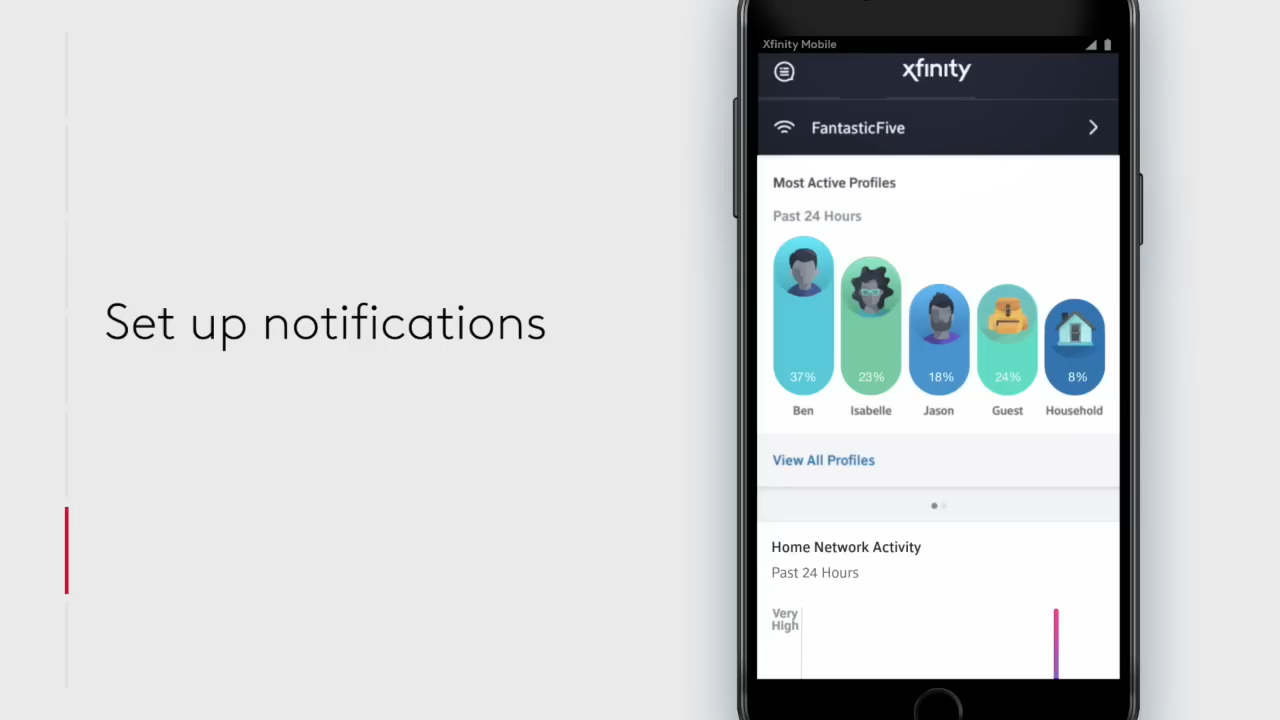 Set up notifications
Xfinity Mobile
xfinity
FantasticFive
Most Active Profiles
Past 24 Hours
37% 23% 18% 24% 8%
Ben Isabelle Jason Guest Household
View All Profiles
Home Network Activity
Past 24 Hours
Very
High